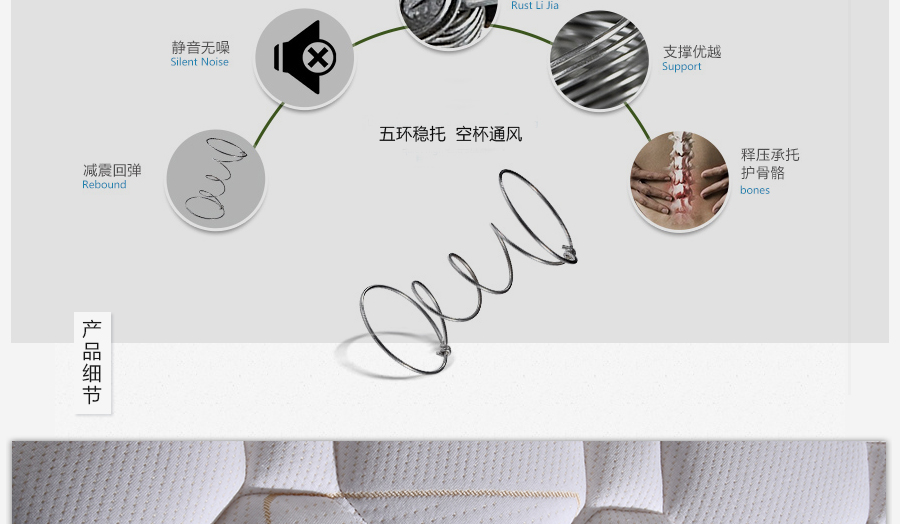 Rust Li Jia
静音无噪
Silent Noise
支撑优越
Support
五环稳托 空杯通风
减震回弹
Rebound
释压承托
护骨骼
bones
产品细节